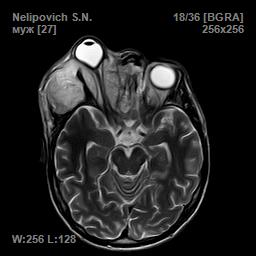 Nelipovich S.N.
муж [27]
18/36 [BGRA]
256x256
W:256 L:128